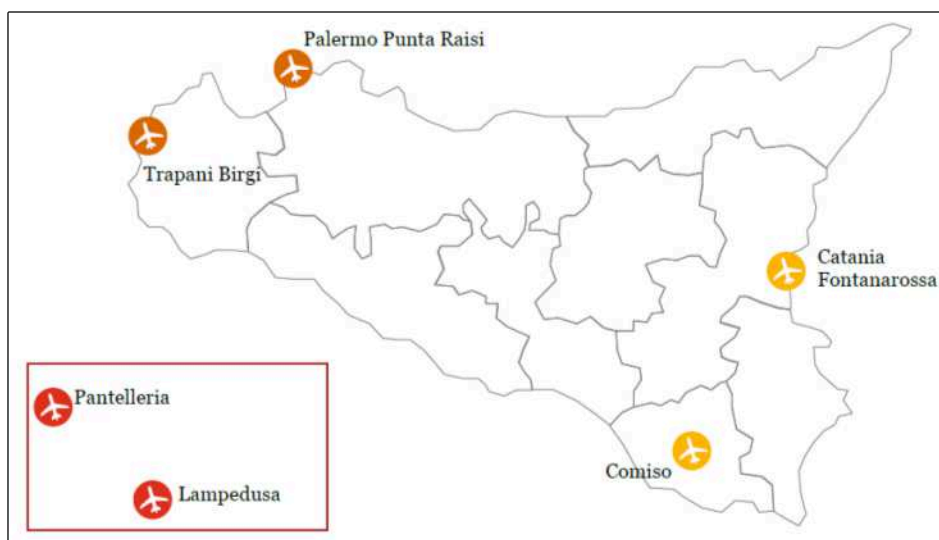 Palermo Punta Raisi
Trapani Birgi
Catania
Fontanarossa
Pantelleria
Comiso
Lampedusa